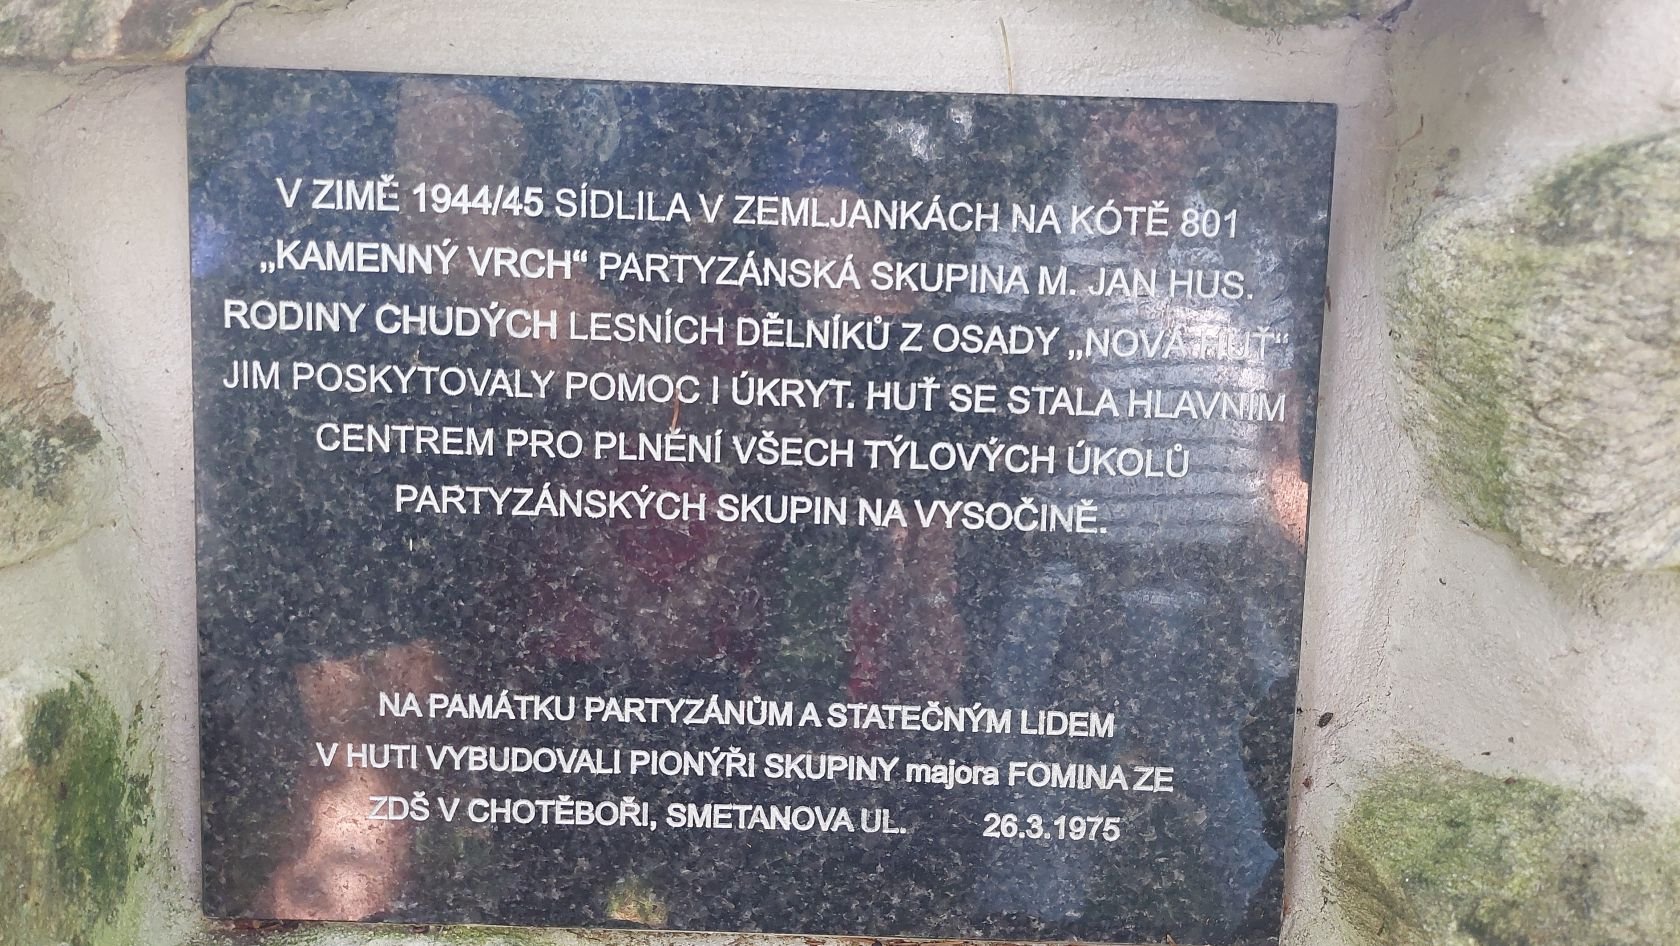 V ZIMĚ 1944/45 SÍDLILA V ZEMLJANKÁCH NA KÓTĚ 801
„KAMENNÝ VRCH“ PARTYZÁNSKÁ SKUPINA M. JAN HUS.
RODINY CHUDÝCH LESNÍCH DĚLNÍKŮ Z OSADY „NOVÁ HUŤ“
JIM POSKYTOVALY POMOC I ÚKRYT. HUŤ SE STALA HLAVNÍM
CENTREM PRO PLNĚNÍ VŠECH TÝLOVÝCH ÚKOLŮ
PARTYZÁNSKÝCH SKUPIN NA VYSOČINĚ.
NA PAMÁTKU PARTYZÁNŮM A STATEČNÝM LIDEM
V HUTI VYBUDOVALI PIONÝŘI SKUPINY majora FOMINA ZE
ZDŠ V CHOTĚBOŘI, SMETANOVA UL. 26.3.1975